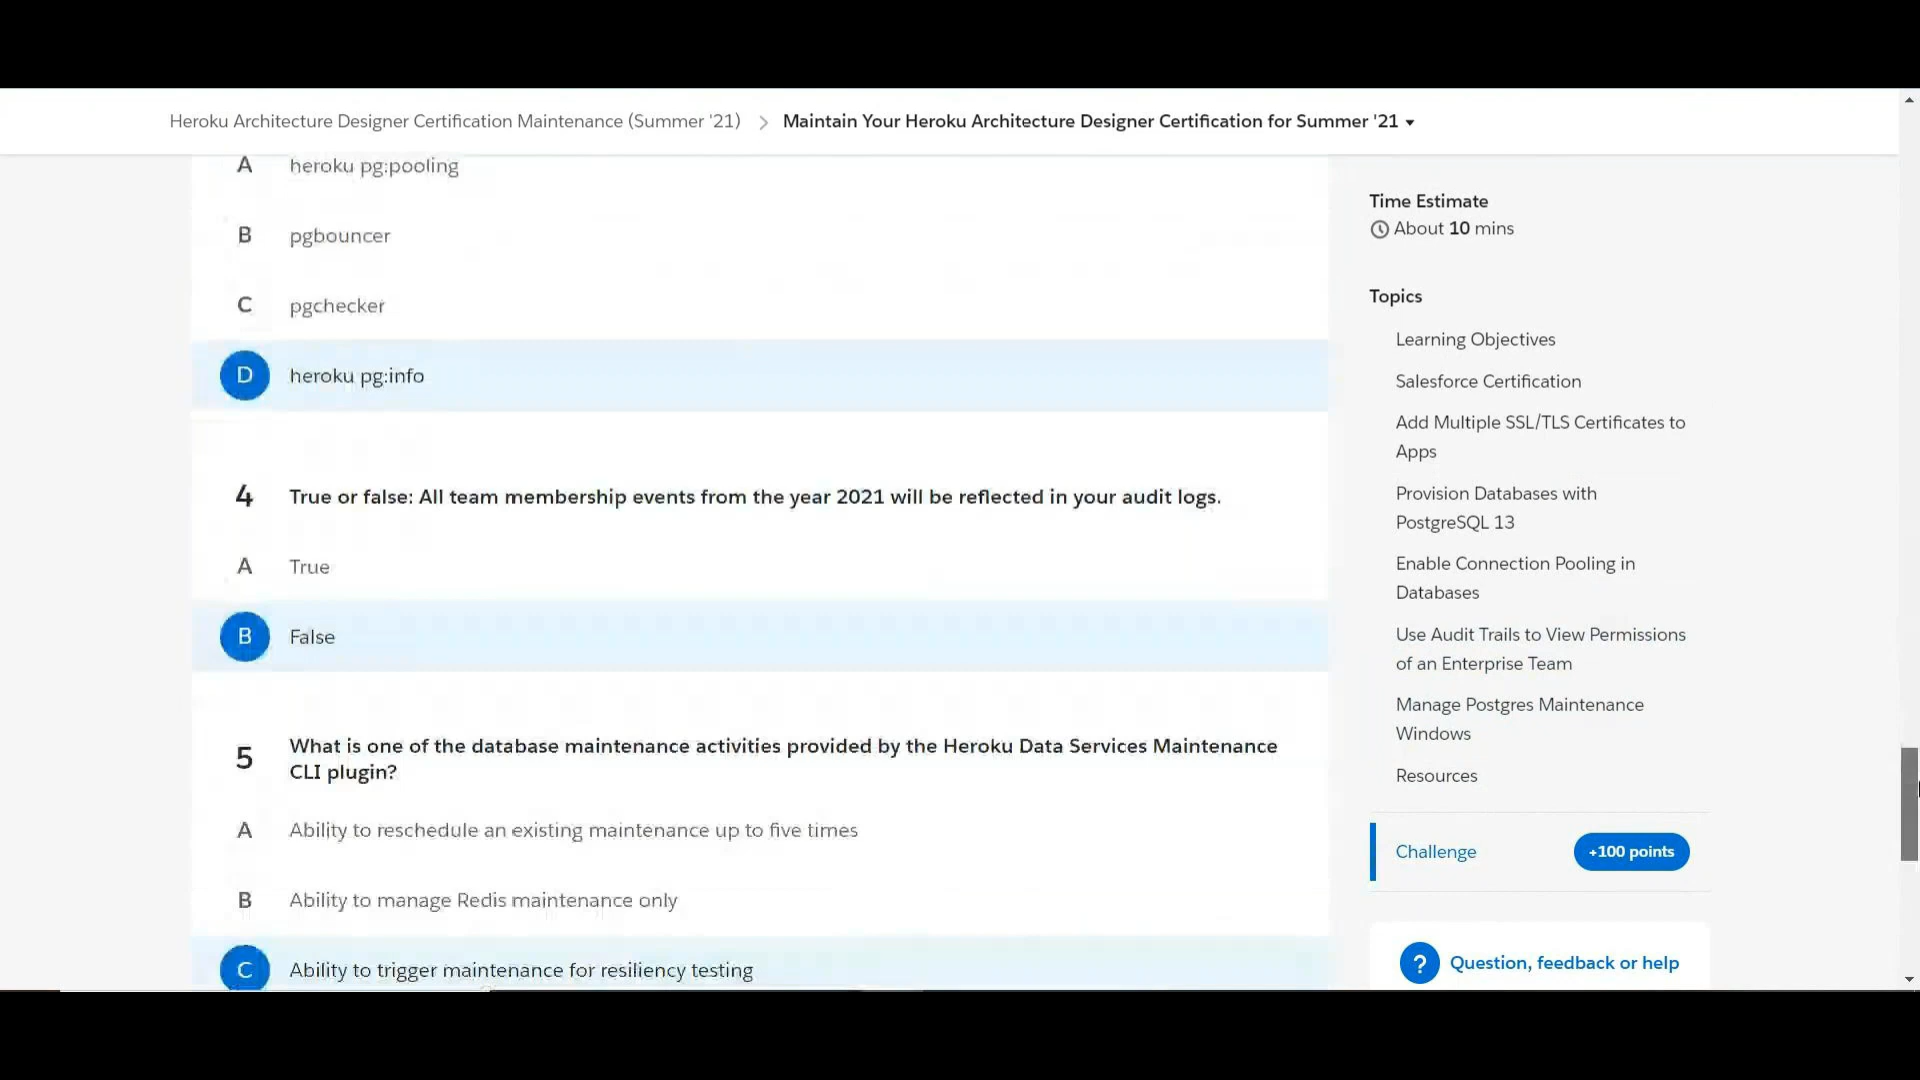 Heroku Architecture Designer Certification Maintenance (Summer '21)
Maintain Your Heroku Architecture Designer Certification for Summer '21
A heroku pg:pooling
B pgbouncer
C pgchecker
D heroku pg:info
4 True or false: All team membership events from the year 2021 will be reflected in your audit logs.
A True
B False
5 What is one of the database maintenance activities provided by the Heroku Data Services Maintenance
CLI plugin?
A Ability to reschedule an existing maintenance up to five times
B Ability to manage Redis maintenance only
C Ability to trigger maintenance for resiliency testing
Time Estimate
About 10 mins
Topics
Learning Objectives
Salesforce Certification
Add Multiple SSL/TLS Certificates to
Apps
Provision Databases with
PostgreSQL 13
Enable Connection Pooling in
Databases
Use Audit Trails to View Permissions
of an Enterprise Team
Manage Postgres Maintenance
Windows
Resources
Challenge +100 points
? Question, feedback or help